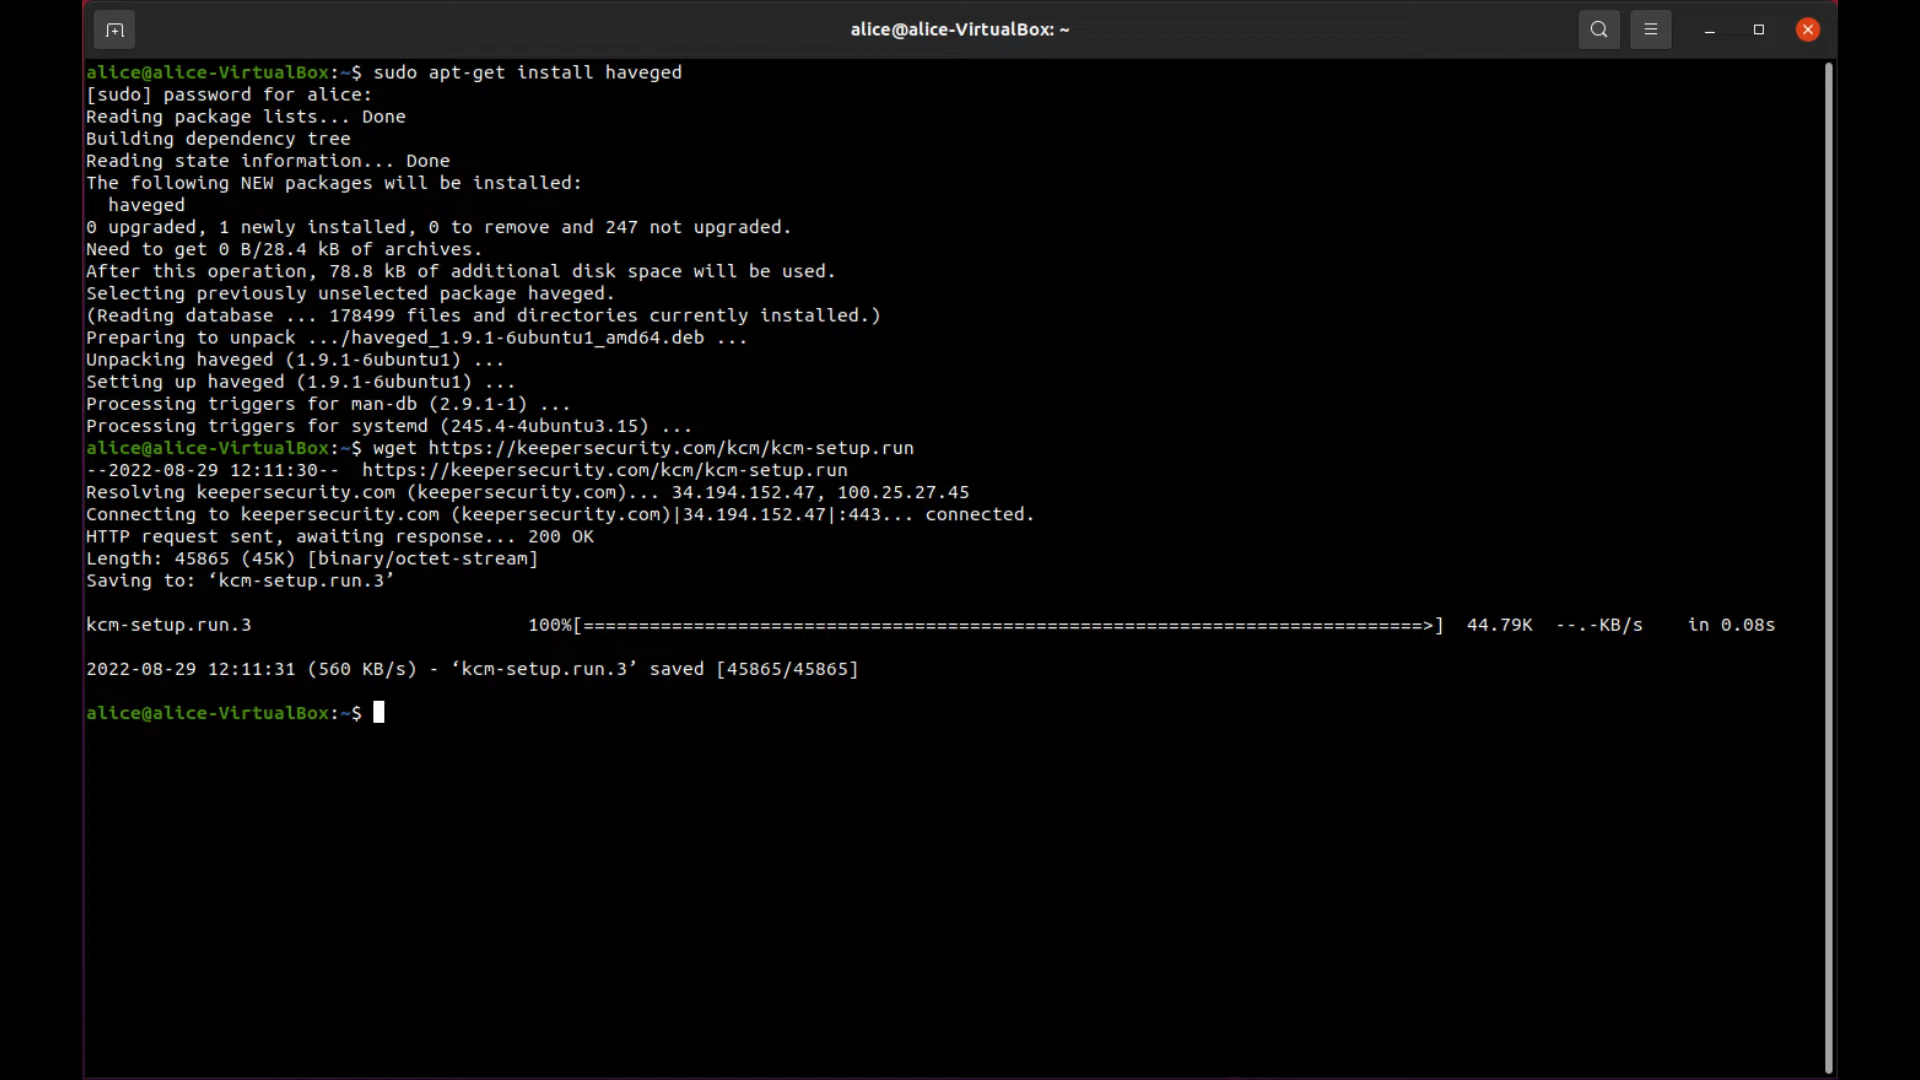 alice@alice-VirtualBox: ~
alice@alice-VirtualBox:~$ sudo apt-get install haveged
[sudo] password for alice:
Reading package lists... Done
Building dependency tree
Reading state information... Done
The following NEW packages will be installed:
  haveged
0 upgraded, 1 newly installed, 0 to remove and 247 not upgraded.
Need to get 0 B/28.4 kB of archives.
After this operation, 78.8 kB of additional disk space will be used.
Selecting previously unselected package haveged.
(Reading database ... 178499 files and directories currently installed.)
Preparing to unpack .../haveged_1.9.1-6ubuntu1_amd64.deb ...
Unpacking haveged (1.9.1-6ubuntu1) ...
Setting up haveged (1.9.1-6ubuntu1) ...
Processing triggers for man-db (2.9.1-1) ...
Processing triggers for systemd (245.4-4ubuntu3.15) ...
alice@alice-VirtualBox:~$ wget https://keepersecurity.com/kcm/kcm-setup.run
--2022-08-29 12:11:30--  https://keepersecurity.com/kcm/kcm-setup.run
Resolving keepersecurity.com (keepersecurity.com)... 34.194.152.47, 100.25.27.45
Connecting to keepersecurity.com (keepersecurity.com)|34.194.152.47|:443... connected.
HTTP request sent, awaiting response... 200 OK
Length: 45865 (45K) [binary/octet-stream]
Saving to: ‘kcm-setup.run.3’
kcm-setup.run.3 100%[============================================================================>] 44.79K --.-KB/s in 0.08s
2022-08-29 12:11:31 (560 KB/s) - ‘kcm-setup.run.3’ saved [45865/45865]
alice@alice-VirtualBox:~$